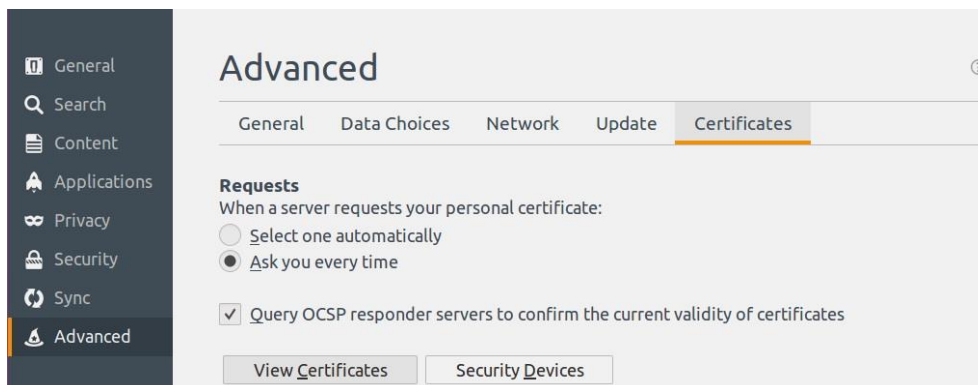 General
Search
Content
Applications
Privacy
Security
Sync
Advanced
Advanced
General Data Choices Network Update Certificates
Requests
When a server requests your personal certificate:
Select one automatically
Ask you every time
Query OCSP responder servers to confirm the current validity of certificates
View Certificates Security Devices